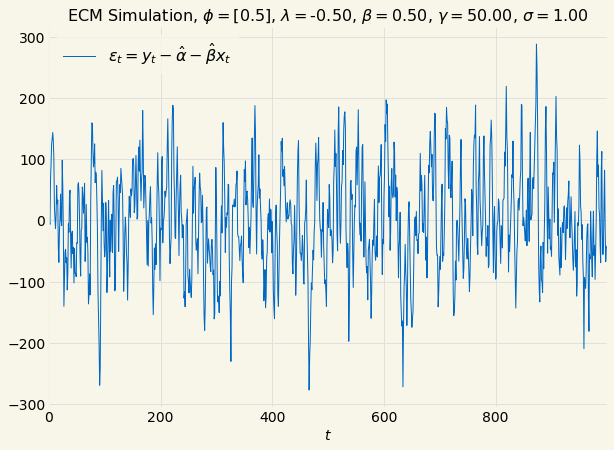 ECM Simulation, ϕ = [0.5], λ = -0.50, β = 0.50, γ = 50.00, σ = 1.00
εₜ = yₜ − α̂ − β̂xₜ
300
200
100
0
−100
−200
−300
0 200 400 600 800
t